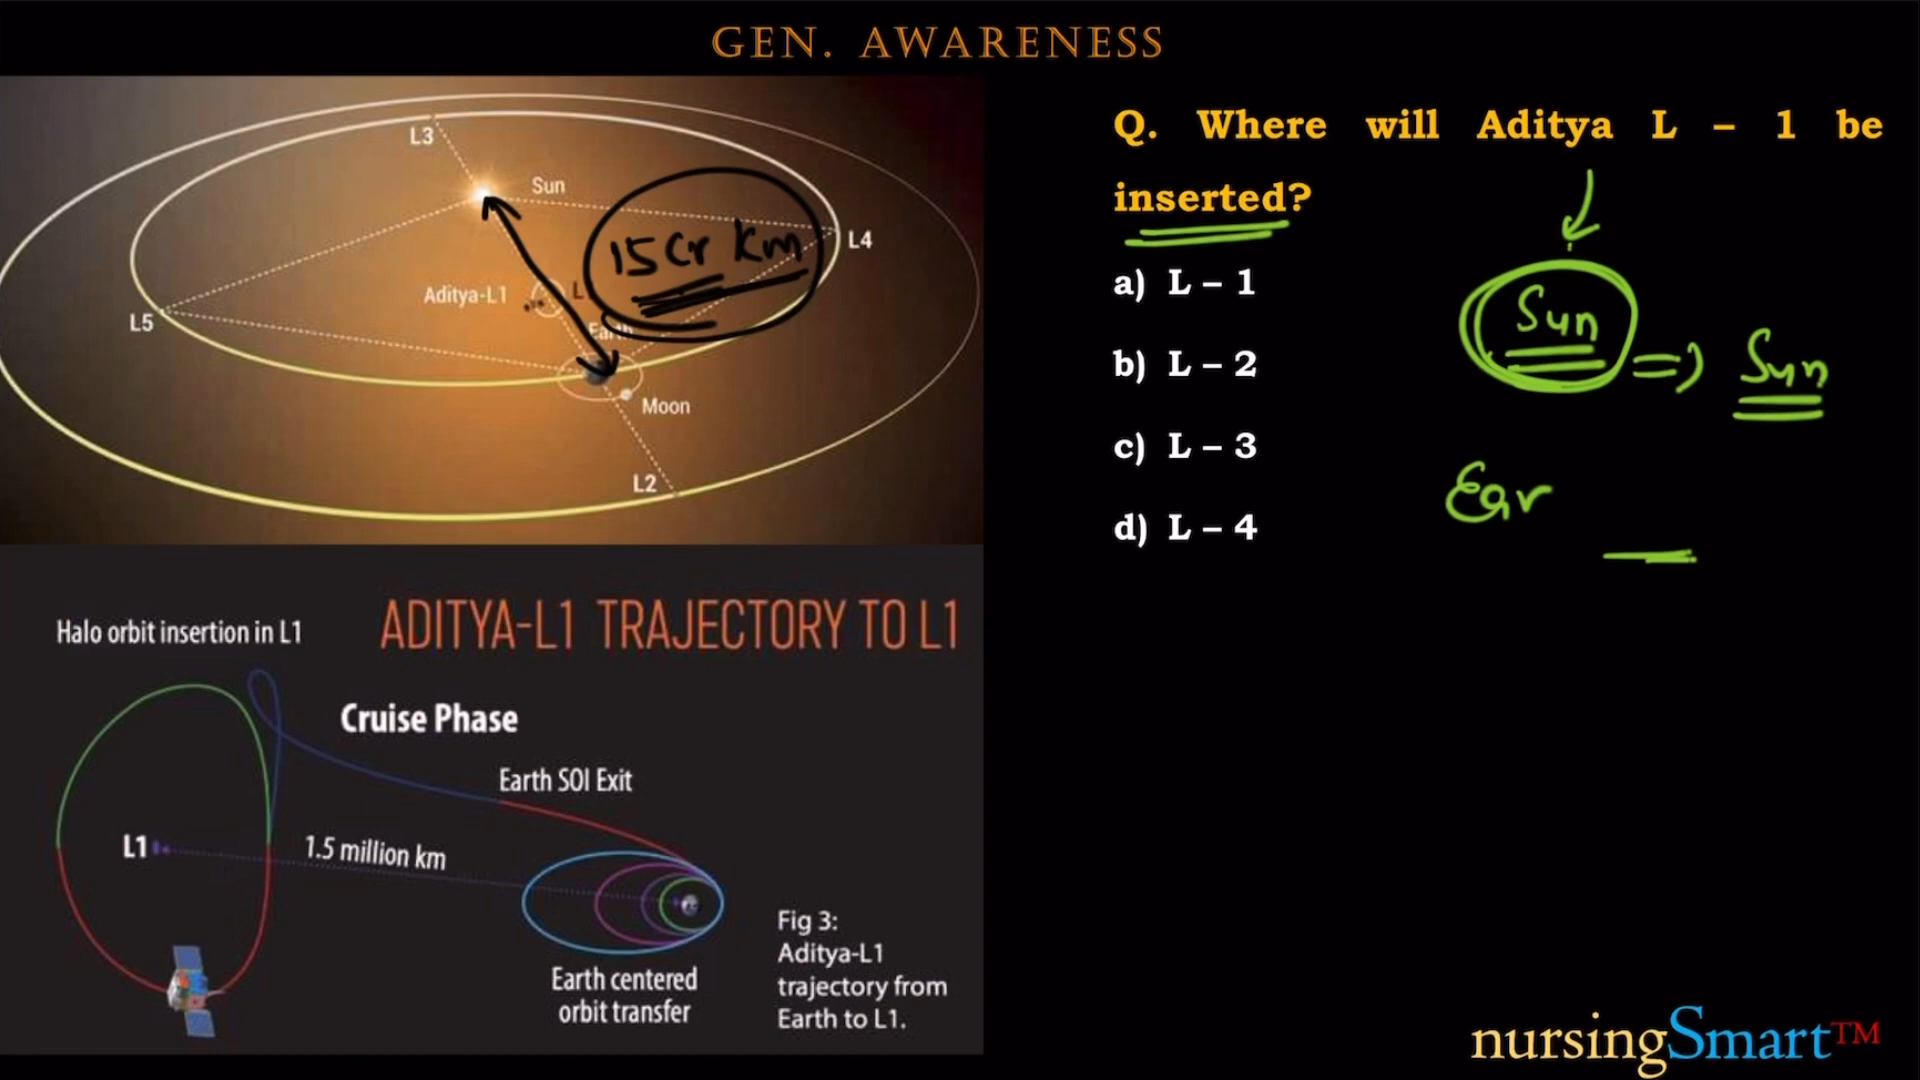 GEN. AWARENESS
L3
Sun
15 Cr Km
L4
Aditya-L1
L5
Earth
Moon
L2
Q. Where will Aditya L – 1 be
inserted?
a) L – 1
b) L – 2
c) L – 3
d) L – 4
Sun => Sun
Ear
ADITYA-L1 TRAJECTORY TO L1
Halo orbit insertion in L1
Cruise Phase
Earth SOI Exit
L1
1.5 million km
Earth centered
orbit transfer
Fig 3:
Aditya-L1
trajectory from
Earth to L1.
nursingSmart™